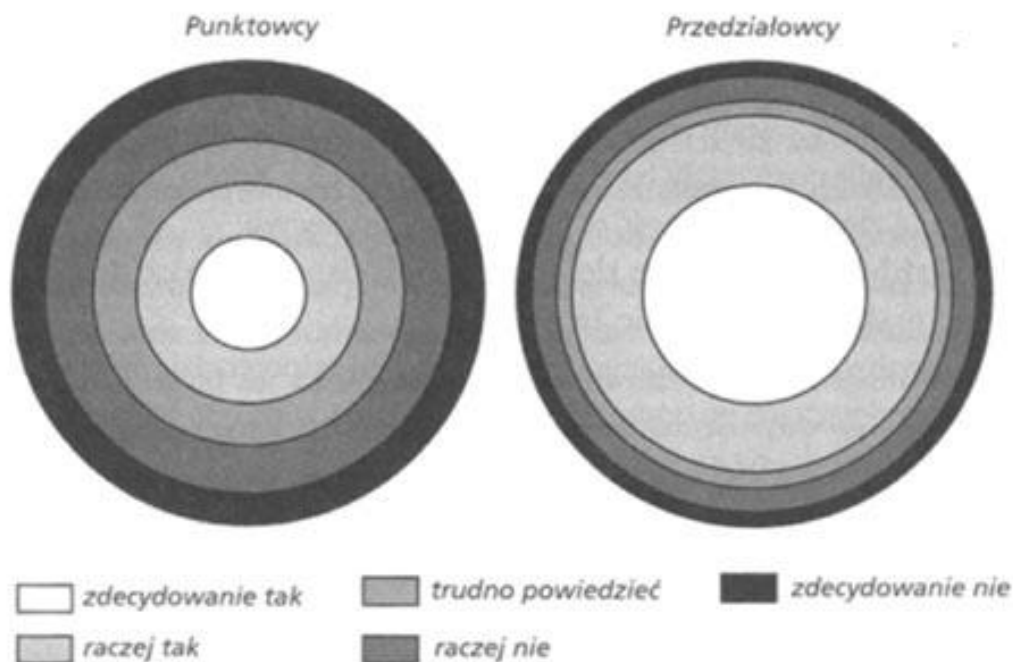 Punktowcy
Przedziałowcy
zdecydowanie tak
trudno powiedzieć
zdecydowanie nie
raczej tak
raczej nie